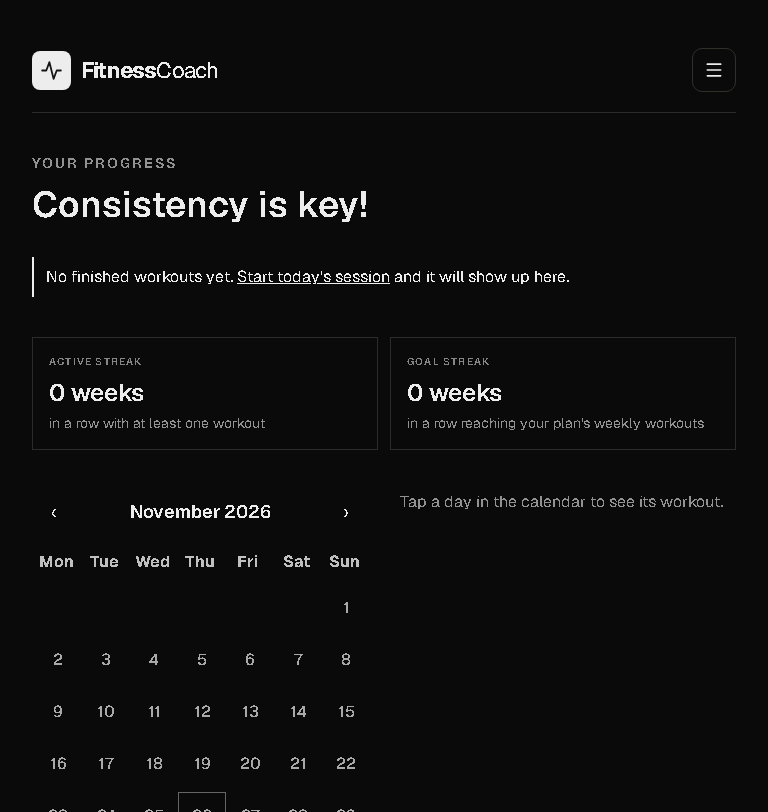 FitnessCoach
☰
YOUR PROGRESS
Consistency is key!
No finished workouts yet. Start today's session and it will show up here.
ACTIVE STREAK
0 weeks
in a row with at least one workout
GOAL STREAK
0 weeks
in a row reaching your plan's weekly workouts
‹ November 2026 ›
Mon Tue Wed Thu Fri Sat Sun
1
2 3 4 5 6 7 8
9 10 11 12 13 14 15
16 17 18 19 20 21 22
Tap a day in the calendar to see its workout.